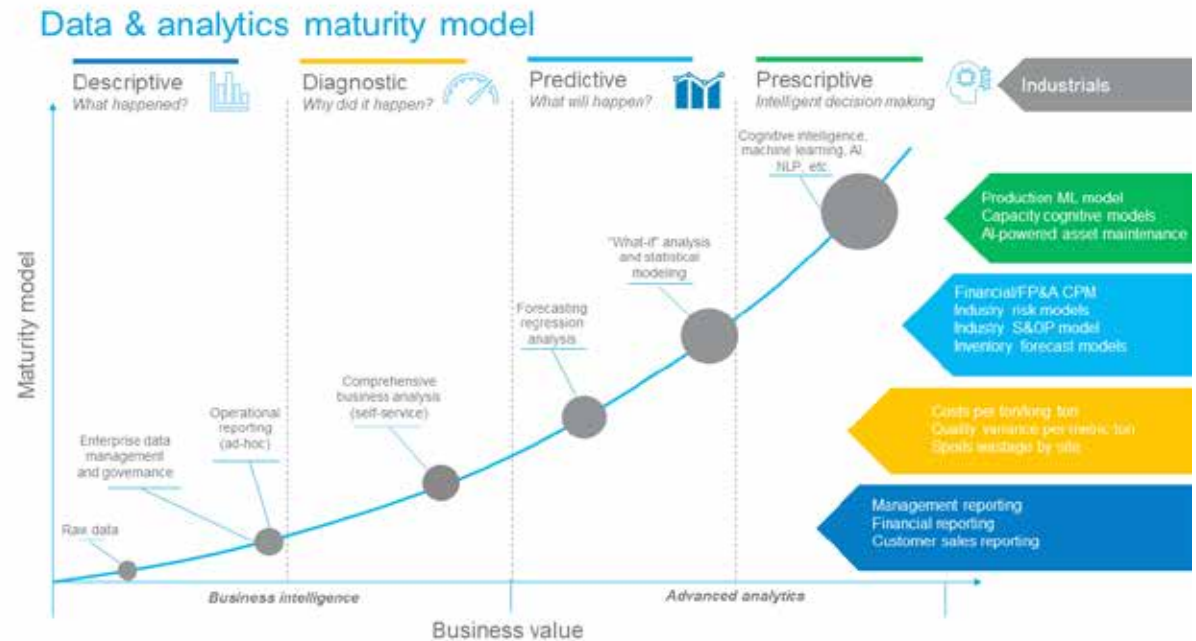 Data & analytics maturity model
Descriptive
What happened?
Diagnostic
Why did it happen?
Predictive
What will happen?
Prescriptive
Intelligent decision making
Industrials
Cognitive intelligence,
machine learning, AI
NLP, etc.
Production ML model
Capacity cognitive models
AI-powered asset maintenance
"What-if" analysis
and statistical
modeling
Financial/FP&A CPM
Industry risk models
Industry S&OP model
Inventory forecast models
Forecasting
regression
analysis
Comprehensive
business analysis
(self-service)
Costs per ton/long ton
Quality variance per metric ton
Spoils wastage by site
Operational
reporting
(ad-hoc)
Enterprise data
management
and governance
Management reporting
Financial reporting
Customer sales reporting
Raw data
Maturity model
Business intelligence
Advanced analytics
Business value